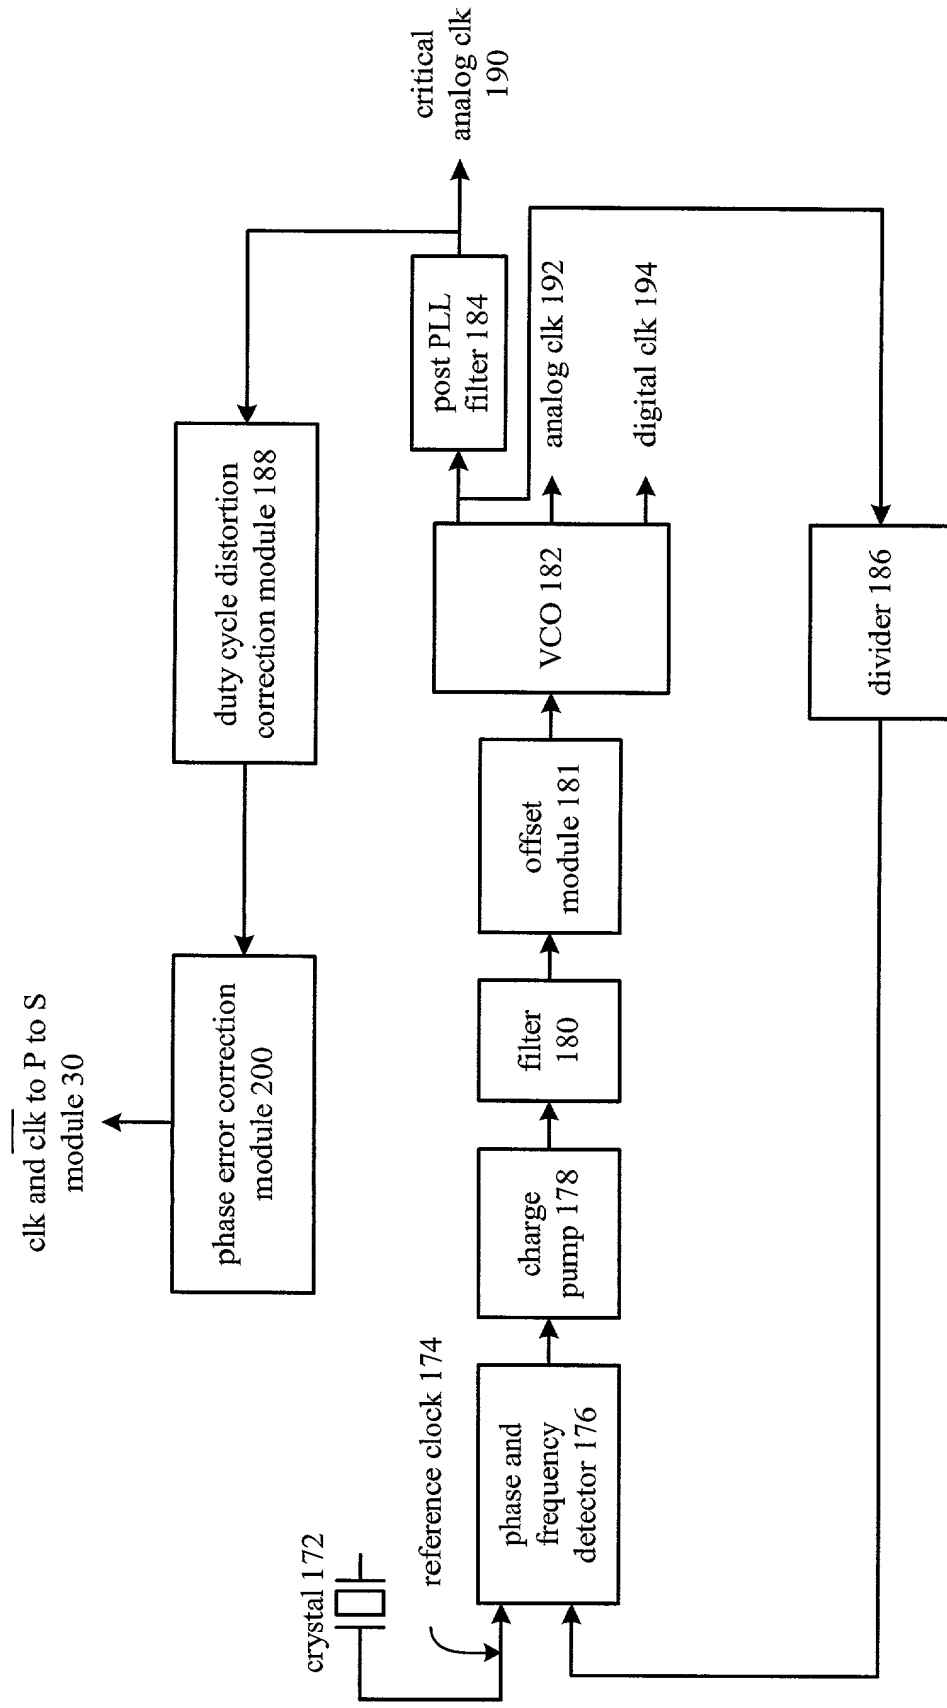 clk and clk to P to S
module 30
phase error correction
module 200
duty cycle distortion
correction module 188
critical
analog clk
190
crystal 172
reference clock 174
phase and
frequency
detector 176
charge
pump 178
filter
180
offset
module 181
VCO 182
post PLL
filter 184
analog clk 192
digital clk 194
divider 186